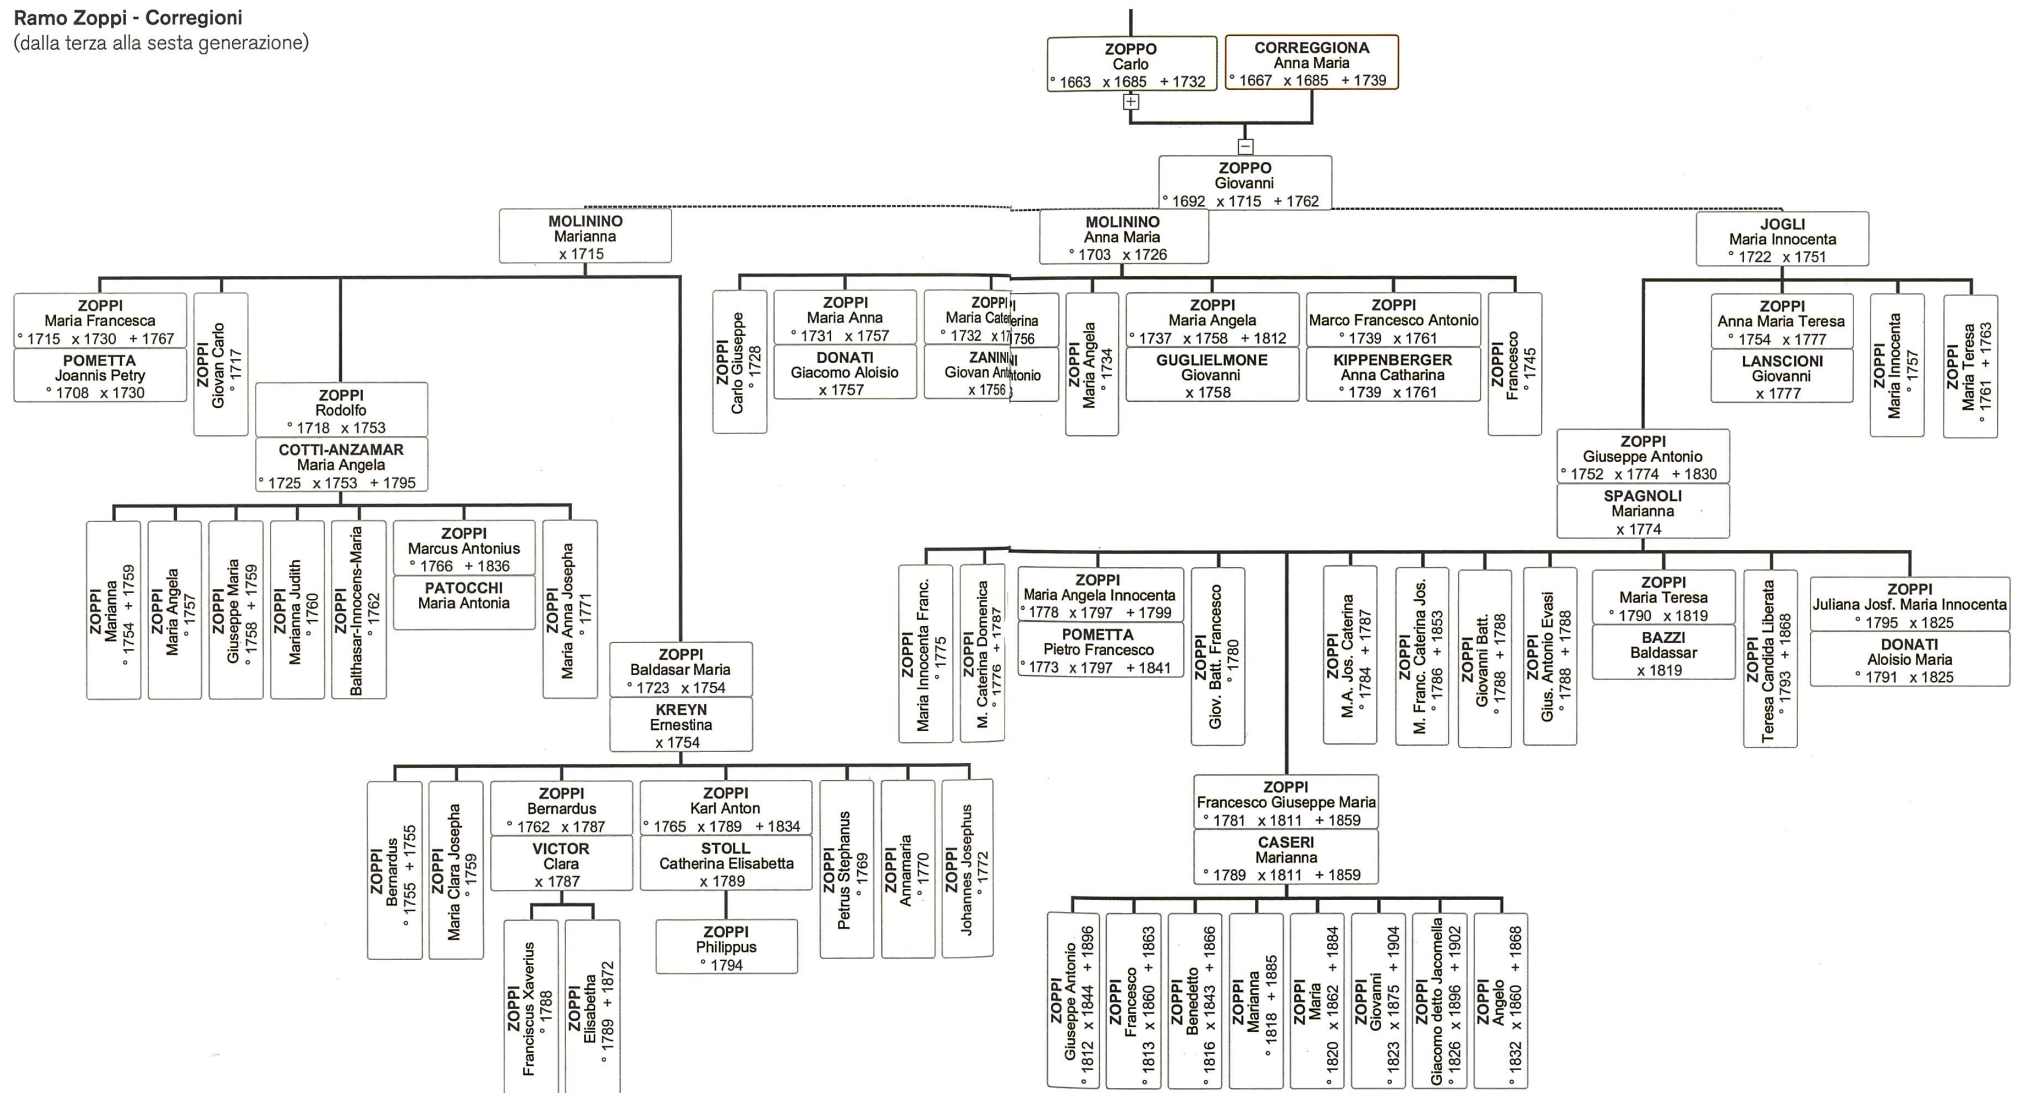 Ramo Zoppi - Corregioni
(dalla terza alla sesta generazione)
ZOPPO
Carlo
° 1663 x 1685 + 1732
CORREGGIONA
Anna Maria
° 1667 x 1685 + 1739
+
−
ZOPPO
Giovanni
° 1692 x 1715 + 1762
MOLININO
Marianna
x 1715
MOLININO
Anna Maria
° 1703 x 1726
JOGLI
Maria Innocenta
° 1722 x 1751
ZOPPI
Maria Francesca
° 1715 x 1730 + 1767
POMETTA
Joannis Petry
° 1708 x 1730
ZOPPI
Giovan Carlo
° 1717
ZOPPI
Rodolfo
° 1718 x 1753
COTTI-ANZAMAR
Maria Angela
° 1725 x 1753 + 1795
ZOPPI
Carlo Giuseppe
° 1728
ZOPPI
Maria Anna
° 1731 x 1757
DONATI
Giacomo Aloisio
x 1757
ZOPPI
Maria Caterina
° 1732 x 1756
ZANINI
Giovan Antonio
x 1756
ZOPPI
Maria Angela
° 1734
ZOPPI
Maria Angela
° 1737 x 1758 + 1812
GUGLIELMONE
Giovanni
x 1758
ZOPPI
Marco Francesco Antonio
° 1739 x 1761
KIPPENBERGER
Anna Catharina
° 1739 x 1761
ZOPPI
Francesco
° 1745
ZOPPI
Anna Maria Teresa
° 1754 x 1777
LANSCIONI
Giovanni
x 1777
ZOPPI
Maria Innocenta
° 1757
ZOPPI
Maria Teresa
° 1761 + 1763
ZOPPI
Giuseppe Antonio
° 1752 x 1774 + 1830
SPAGNOLI
Marianna
x 1774
ZOPPI
Marianna
° 1754 + 1759
ZOPPI
Maria Angela
° 1757
ZOPPI
Giuseppe Maria
° 1758 + 1759
ZOPPI
Marianna Judith
° 1760
ZOPPI
Balthasar-Innocens-Maria
° 1762
ZOPPI
Marcus Antonius
° 1766 + 1836
PATOCCHI
Maria Antonia
ZOPPI
Maria Anna Josepha
° 1771
ZOPPI
Baldasar Maria
° 1723 x 1754
KREYN
Ernestina
x 1754
ZOPPI
Maria Innocenta Franc.
° 1775
ZOPPI
M. Caterina Domenica
° 1776 + 1787
ZOPPI
Maria Angela Innocenta
° 1778 x 1797 + 1799
POMETTA
Pietro Francesco
° 1773 x 1797 + 1841
ZOPPI
Giov. Batt. Francesco
° 1780
ZOPPI
M.A. Jos. Caterina
° 1784 + 1787
ZOPPI
M. Franc. Caterina Jos.
° 1786 + 1853
ZOPPI
Giovanni Batt.
° 1788 + 1788
ZOPPI
Gius. Antonio Evasi
° 1788 + 1788
ZOPPI
Maria Teresa
° 1790 x 1819
BAZZI
Baldassar
x 1819
ZOPPI
Teresa Candida Liberata
° 1793 + 1868
ZOPPI
Juliana Josf. Maria Innocenta
° 1795 x 1825
DONATI
Aloisio Maria
° 1791 x 1825
ZOPPI
Bernardus
° 1755 + 1755
ZOPPI
Maria Clara Josepha
° 1759
ZOPPI
Bernardus
° 1762 x 1787
VICTOR
Clara
x 1787
ZOPPI
Karl Anton
° 1765 x 1789 + 1834
STOLL
Catherina Elisabetta
x 1789
ZOPPI
Petrus Stephanus
° 1769
ZOPPI
Annamaria
° 1770
ZOPPI
Johannes Josephus
° 1772
ZOPPI
Francesco Giuseppe Maria
° 1781 x 1811 + 1859
CASERI
Marianna
° 1789 x 1811 + 1859
ZOPPI
Franciscus Xaverius
° 1788
ZOPPI
Elisabetha
° 1789 + 1872
ZOPPI
Philippus
° 1794
ZOPPI
Giuseppe Antonio
° 1812 x 1844 + 1896
ZOPPI
Francesco
° 1813 x 1860 + 1863
ZOPPI
Benedetto
° 1816 x 1843 + 1866
ZOPPI
Marianna
° 1818 + 1885
ZOPPI
Maria
° 1820 x 1862 + 1884
ZOPPI
Giovanni
° 1823 x 1875 + 1904
ZOPPI
Giacomo detto Jacomella
° 1826 x 1896 + 1902
ZOPPI
Angelo
° 1832 x 1860 + 1868